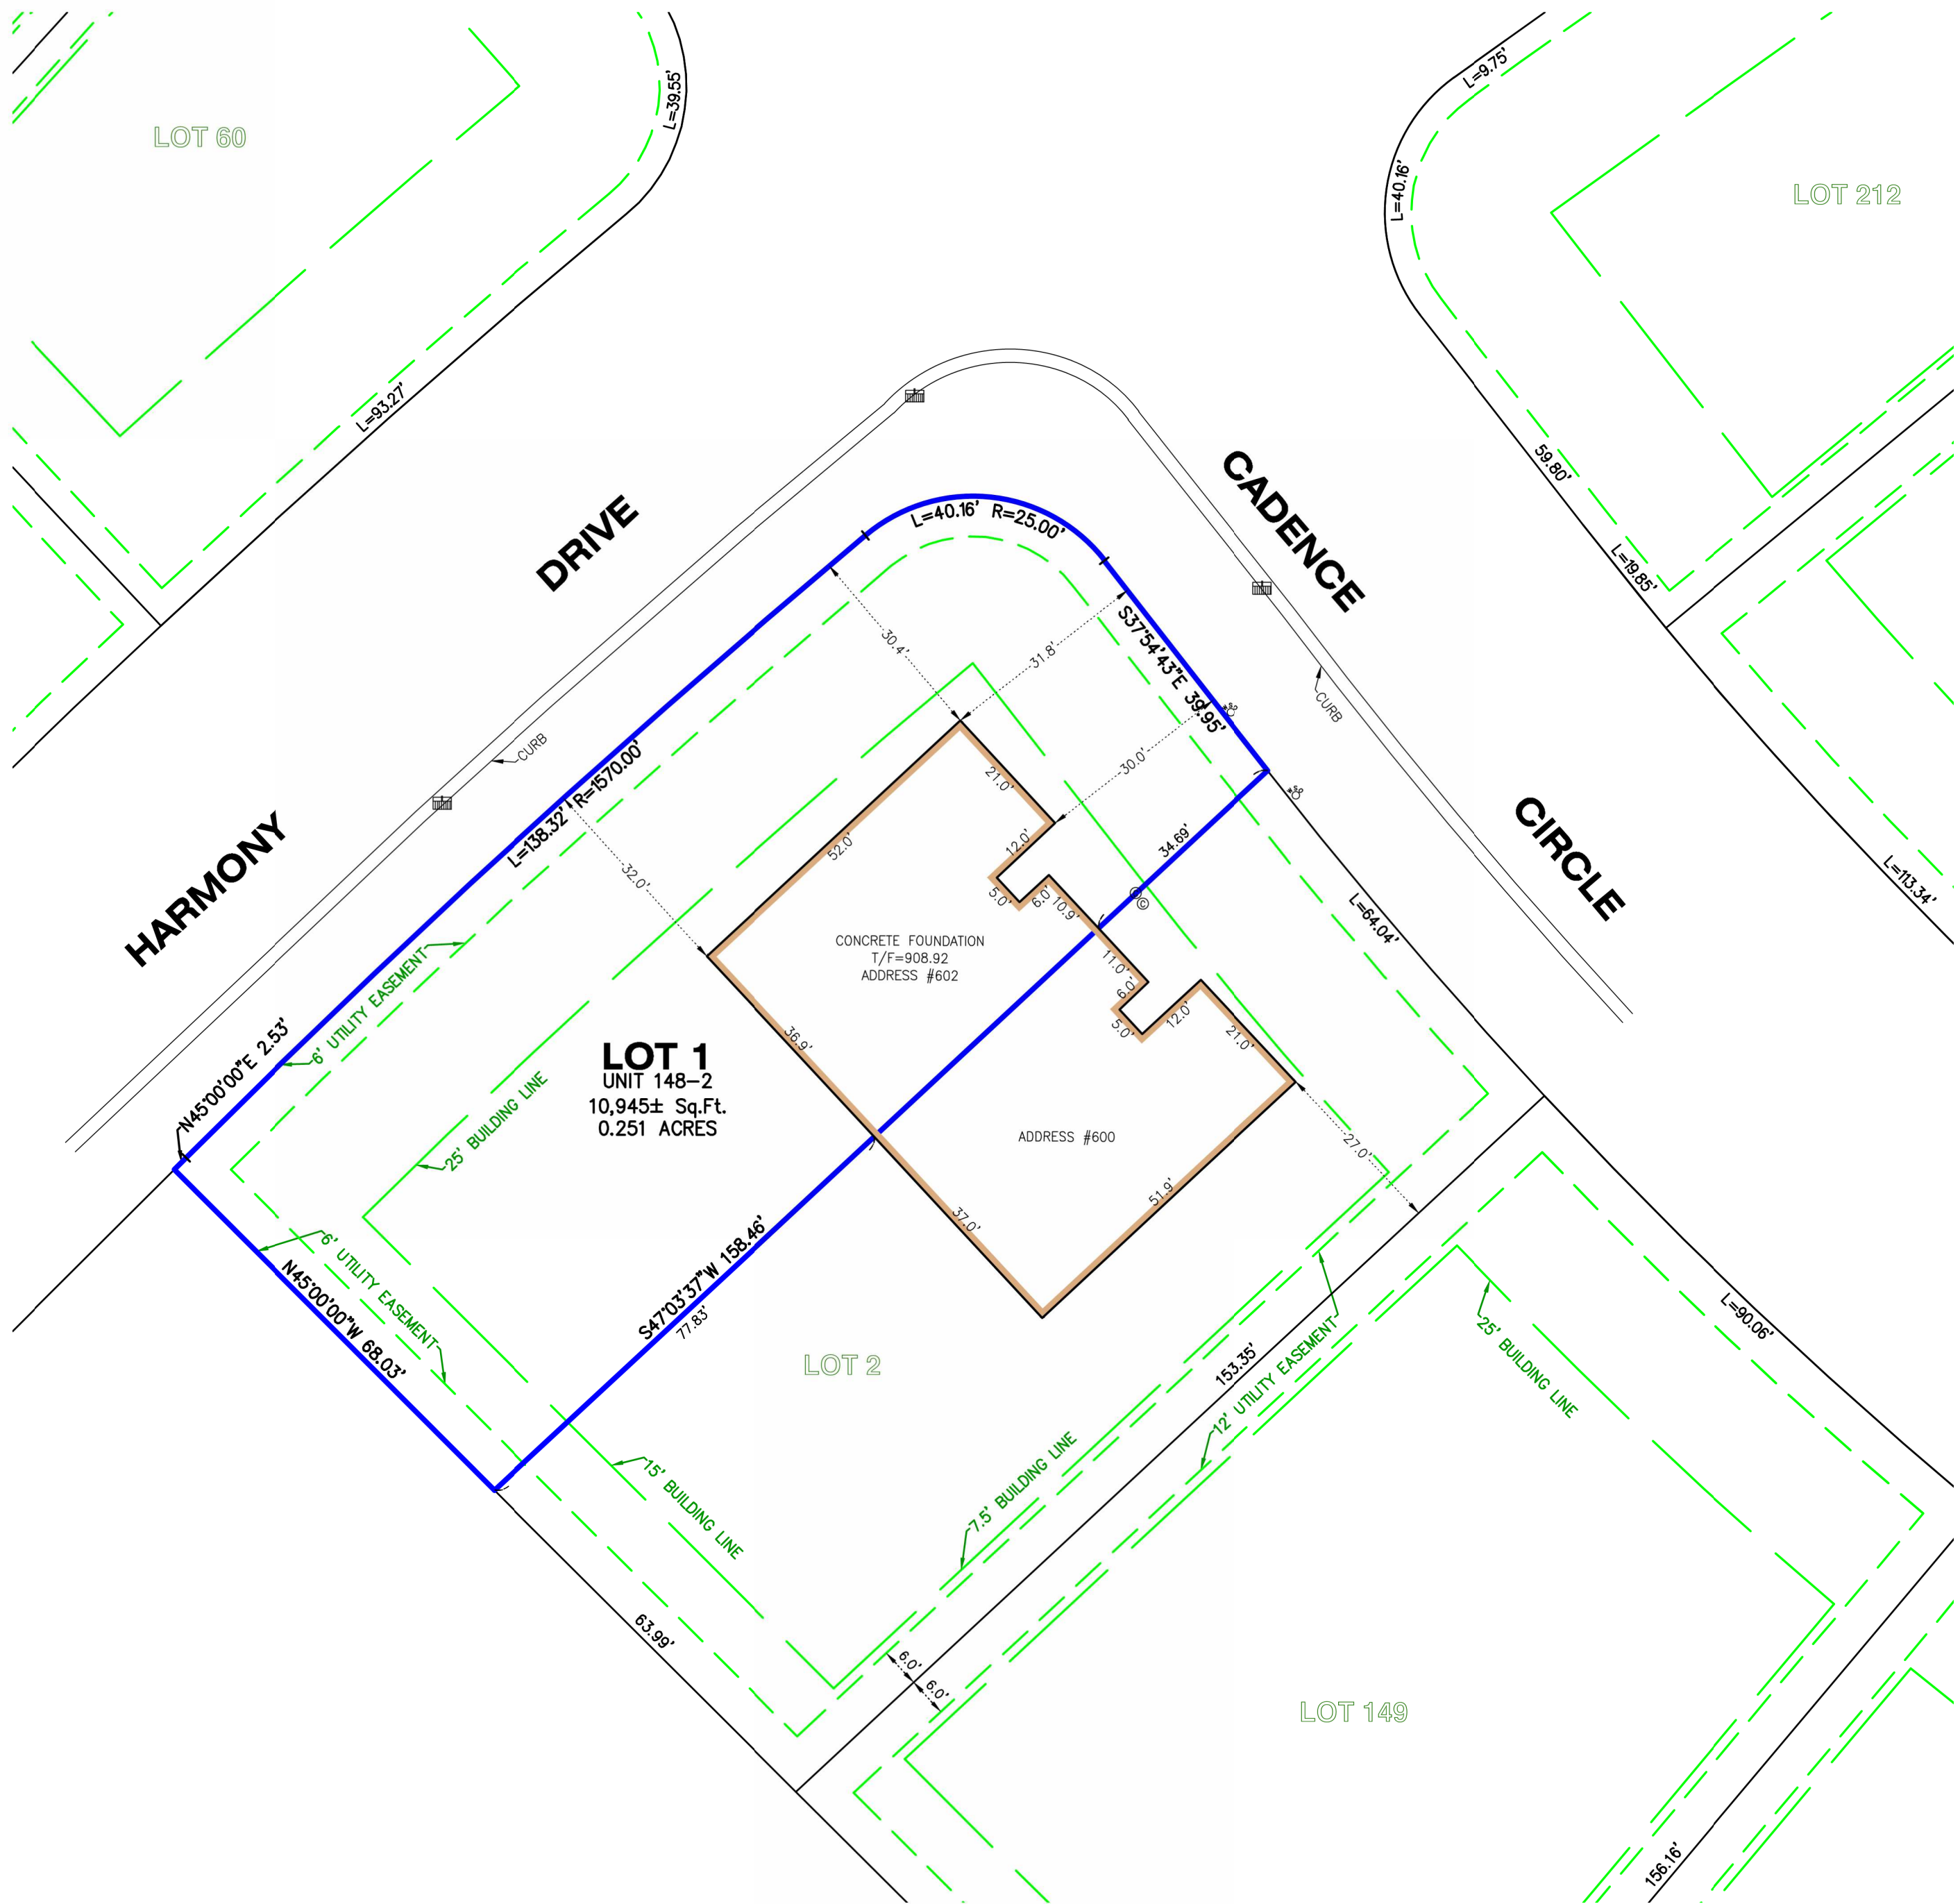 LOT 60
L=39.55'
L=9.75'
L=40.16'
LOT 212
L=93.27'
59.80'
L=19.85'
L=113.34'
HARMONY
DRIVE
CADENCE
CIRCLE
CURB
CURB
L=40.16' R=25.00'
S37°54'43"E 39.95'
L=138.32' R=1570.00'
N45°00'00"E 2.53'
30.4'
31.8'
30.0'
32.0'
21.0'
52.0'
12.0'
5.0'
6.0'
10.9'
34.69'
L=64.04'
CONCRETE FOUNDATION
T/F=908.92
ADDRESS #602
11.0'
6.0'
5.0'
12.0'
21.0'
36.9'
6' UTILITY EASEMENT
25' BUILDING LINE
LOT 1
UNIT 148-2
10,945± Sq.Ft.
0.251 ACRES
ADDRESS #600
27.0'
51.9'
37.0'
6' UTILITY EASEMENT
N45°00'00"W 68.03'
S47°03'37"W 158.46'
77.83'
LOT 2
153.35'
12' UTILITY EASEMENT
25' BUILDING LINE
L=90.06'
15' BUILDING LINE
7.5' BUILDING LINE
63.99'
6.0'
6.0'
LOT 149
156.16'
©
©